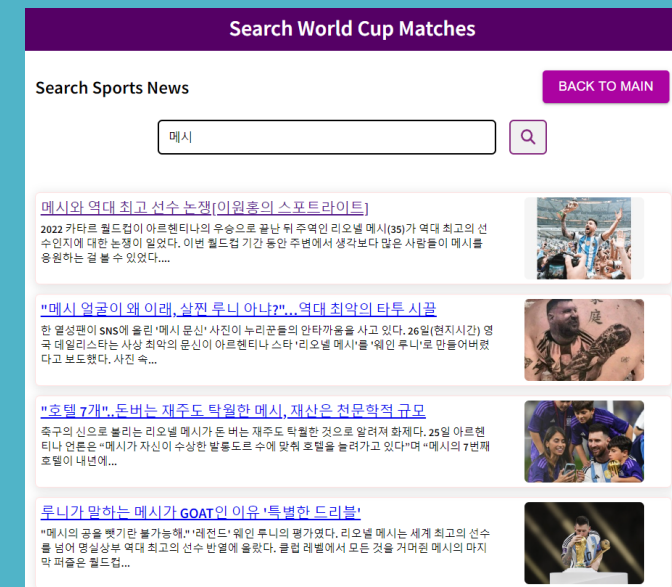 Search World Cup Matches
Search Sports News
BACK TO MAIN
메시
메시와 역대 최고 선수 논쟁[이원홍의 스포트라이트]
2022 카타르 월드컵이 아르헨티나의 우승으로 끝난 뒤 주역인 리오넬 메시(35)가 역대 최고의 선
수인지에 대한 논쟁이 일었다. 이번 월드컵 기간 동안 주변에서 생각보다 많은 사람들이 메시를
응원하는 걸 볼 수 있었다....
"메시 얼굴이 왜 이래, 살찐 루니 아냐?"...역대 최악의 타투 시끌
한 열성팬이 SNS에 올린 '메시 문신' 사진이 누리꾼들의 안타까움을 사고 있다. 26일(현지시간) 영
국 데일리스타는 사상 최악의 문신이 아르헨티나 스타 '리오넬 메시'를 '웨인 루니'로 만들어버렸
다고 보도했다. 사진 속...
"호텔 7개"..돈버는 재주도 탁월한 메시, 재산은 천문학적 규모
축구의 신으로 불리는 리오넬 메시가 돈 버는 재주도 탁월한 것으로 알려져 화제다. 25일 아르헨
티나 언론은 “메시가 자신이 수상한 발롱도르 수에 맞춰 호텔을 늘려가고 있다”며 “메시의 7번째
호텔이 내년에...
루니가 말하는 메시가 GOAT인 이유 '특별한 드리블'
"메시의 공을 뺏기란 불가능해." '레전드' 웨인 루니의 평가였다. 리오넬 메시는 세계 최고의 선수
를 넘어 명실상부 역대 최고의 선수 반열에 올랐다. 클럽 레벨에서 모든 것을 거머쥔 메시의 마지
막 퍼즐은 월드컵...